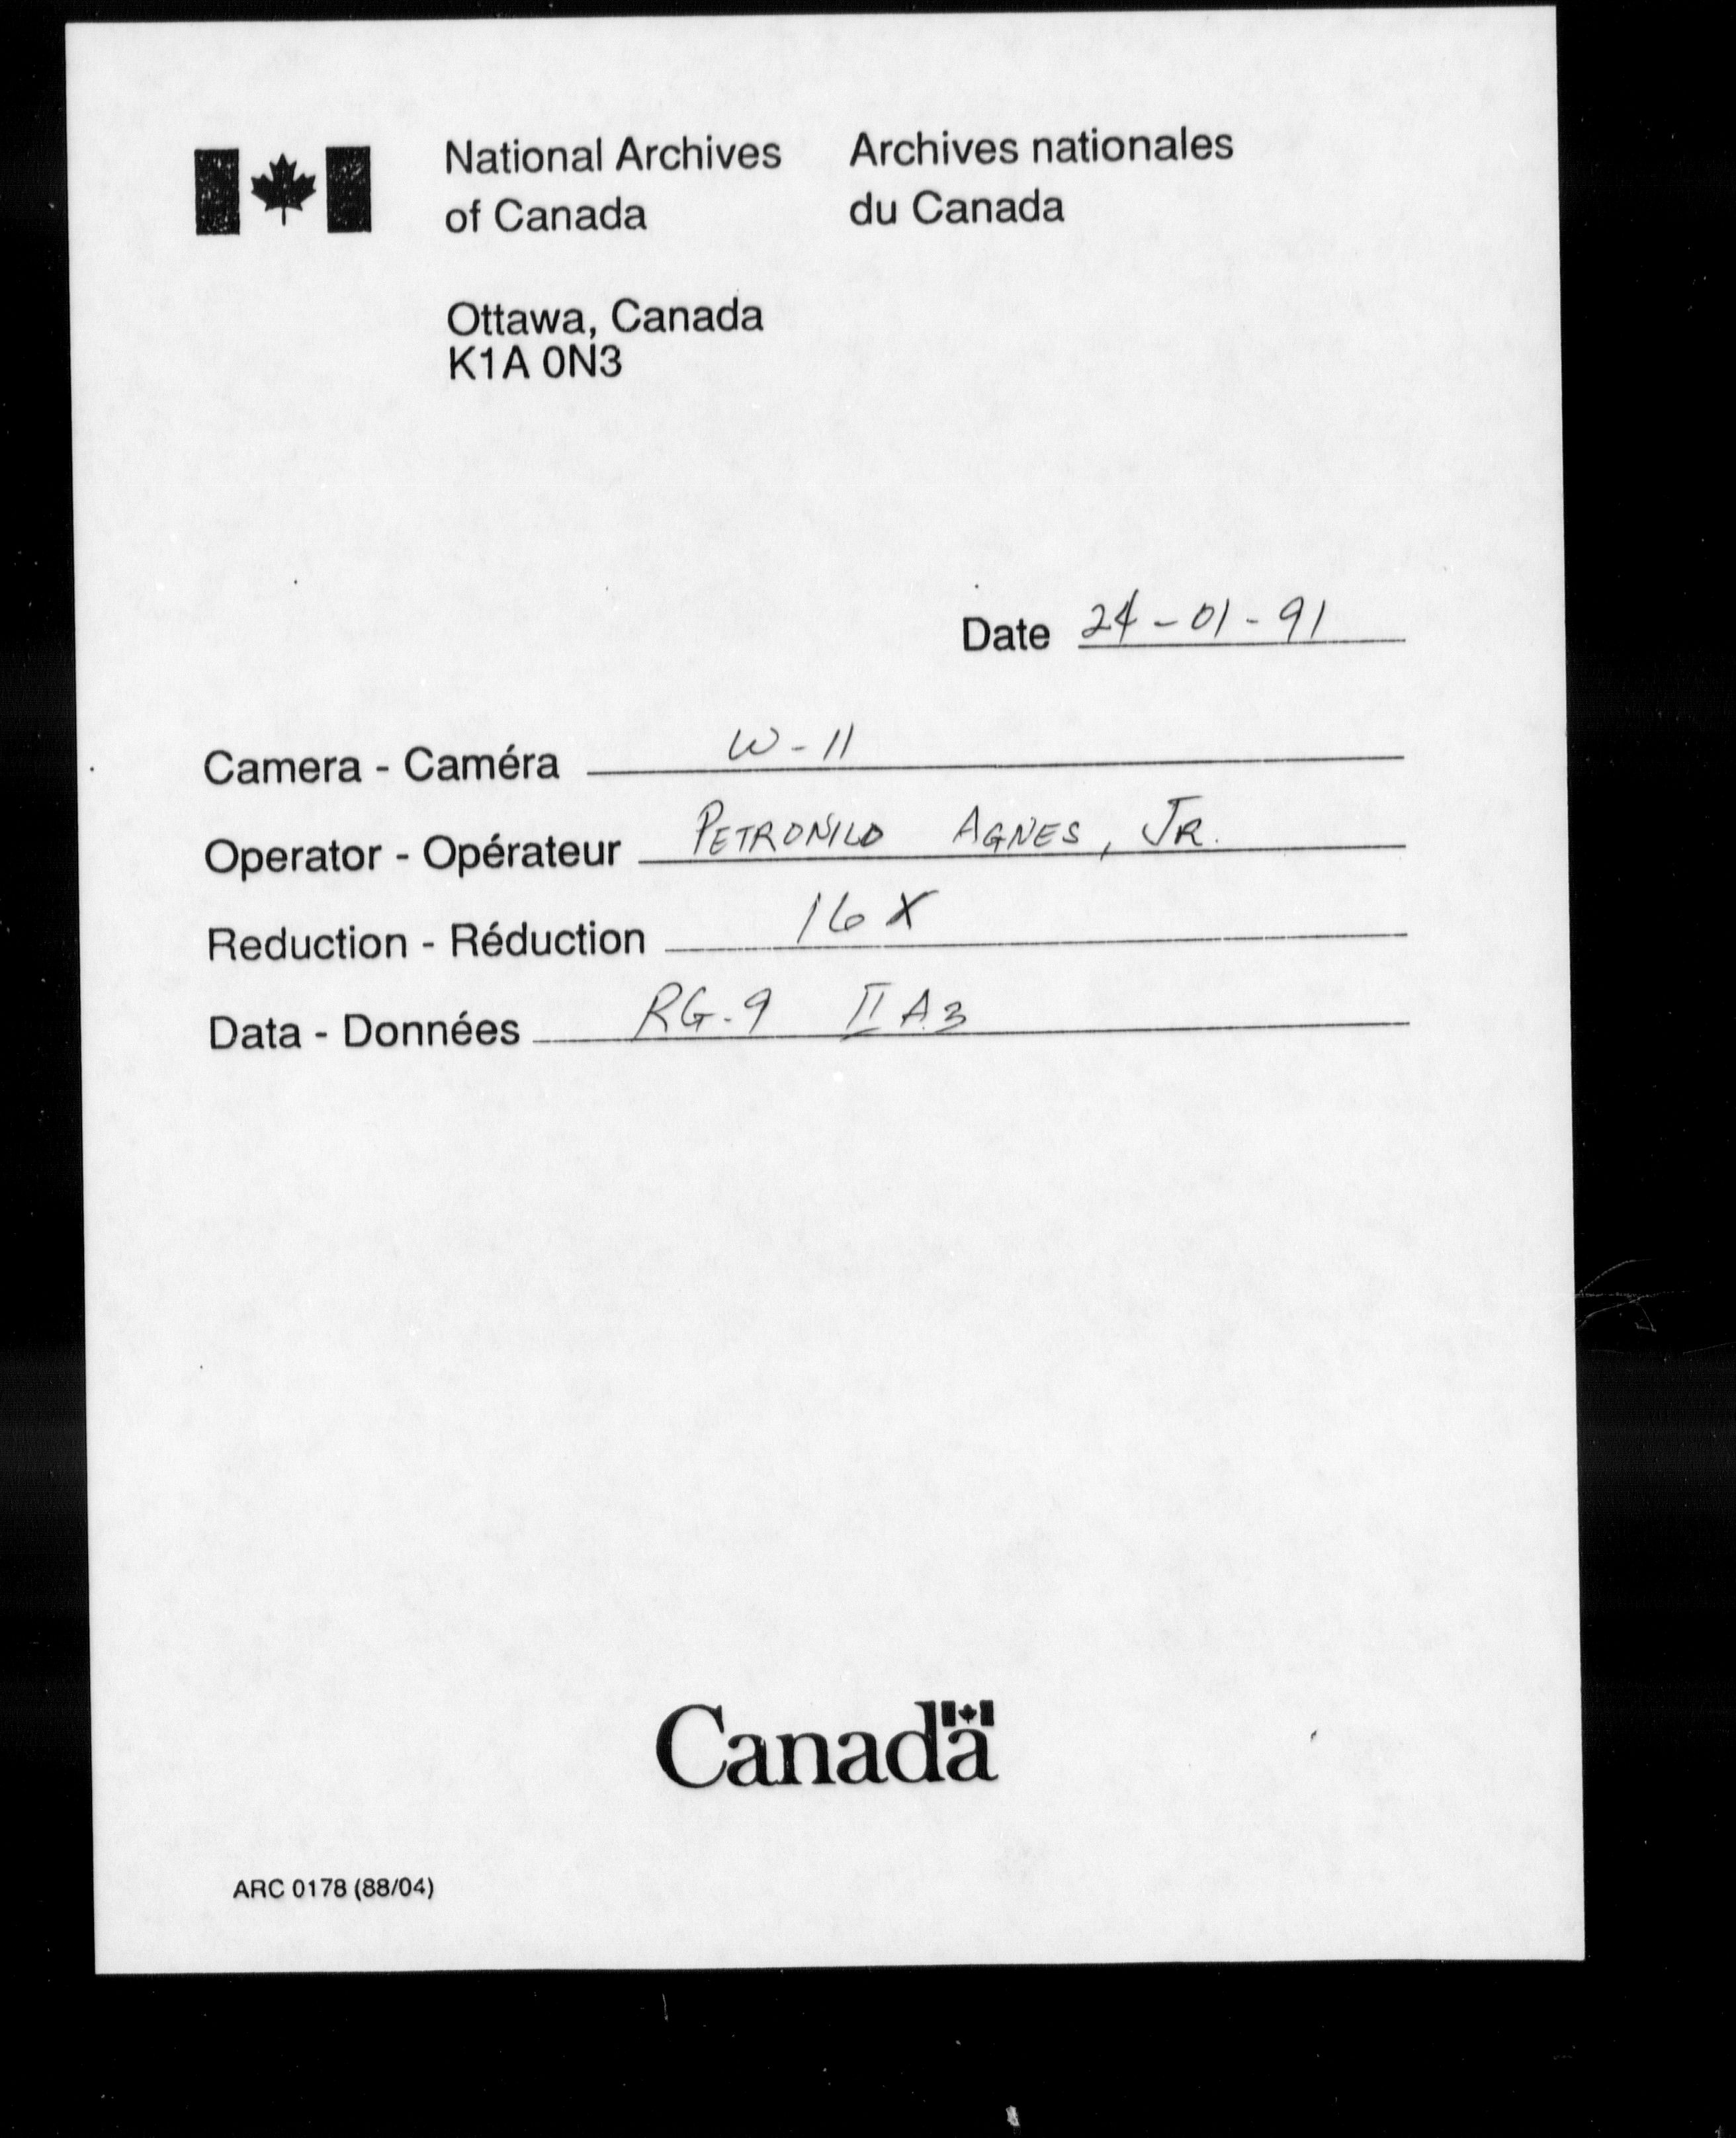 National Archives
of Canada
Archives nationales
du Canada
Ottawa, Canada
K1A 0N3
Date 24-01-91
Camera - Caméra W-11
Operator - Opérateur PETRONILO AGNES, JR.
Reduction - Réduction 16X
Data - Données RG-9 II A3
Canada
ARC 0178 (88/04)